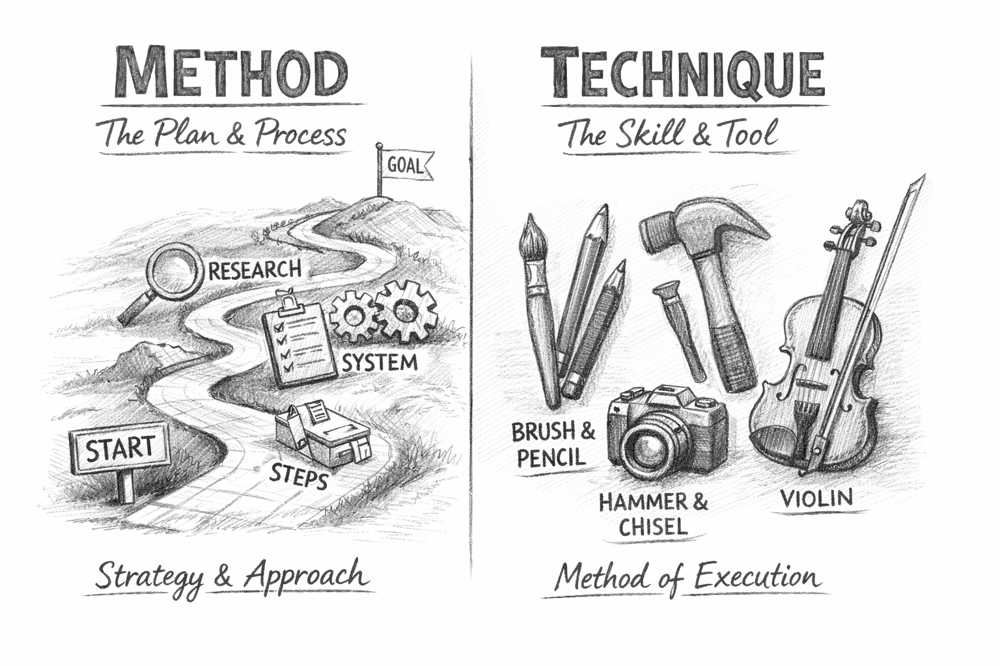 METHOD
The Plan & Process
GOAL
RESEARCH
SYSTEM
START
STEPS
Strategy & Approach
TECHNIQUE
The Skill & Tool
BRUSH &
PENCIL
HAMMER &
CHISEL
VIOLIN
Method of Execution